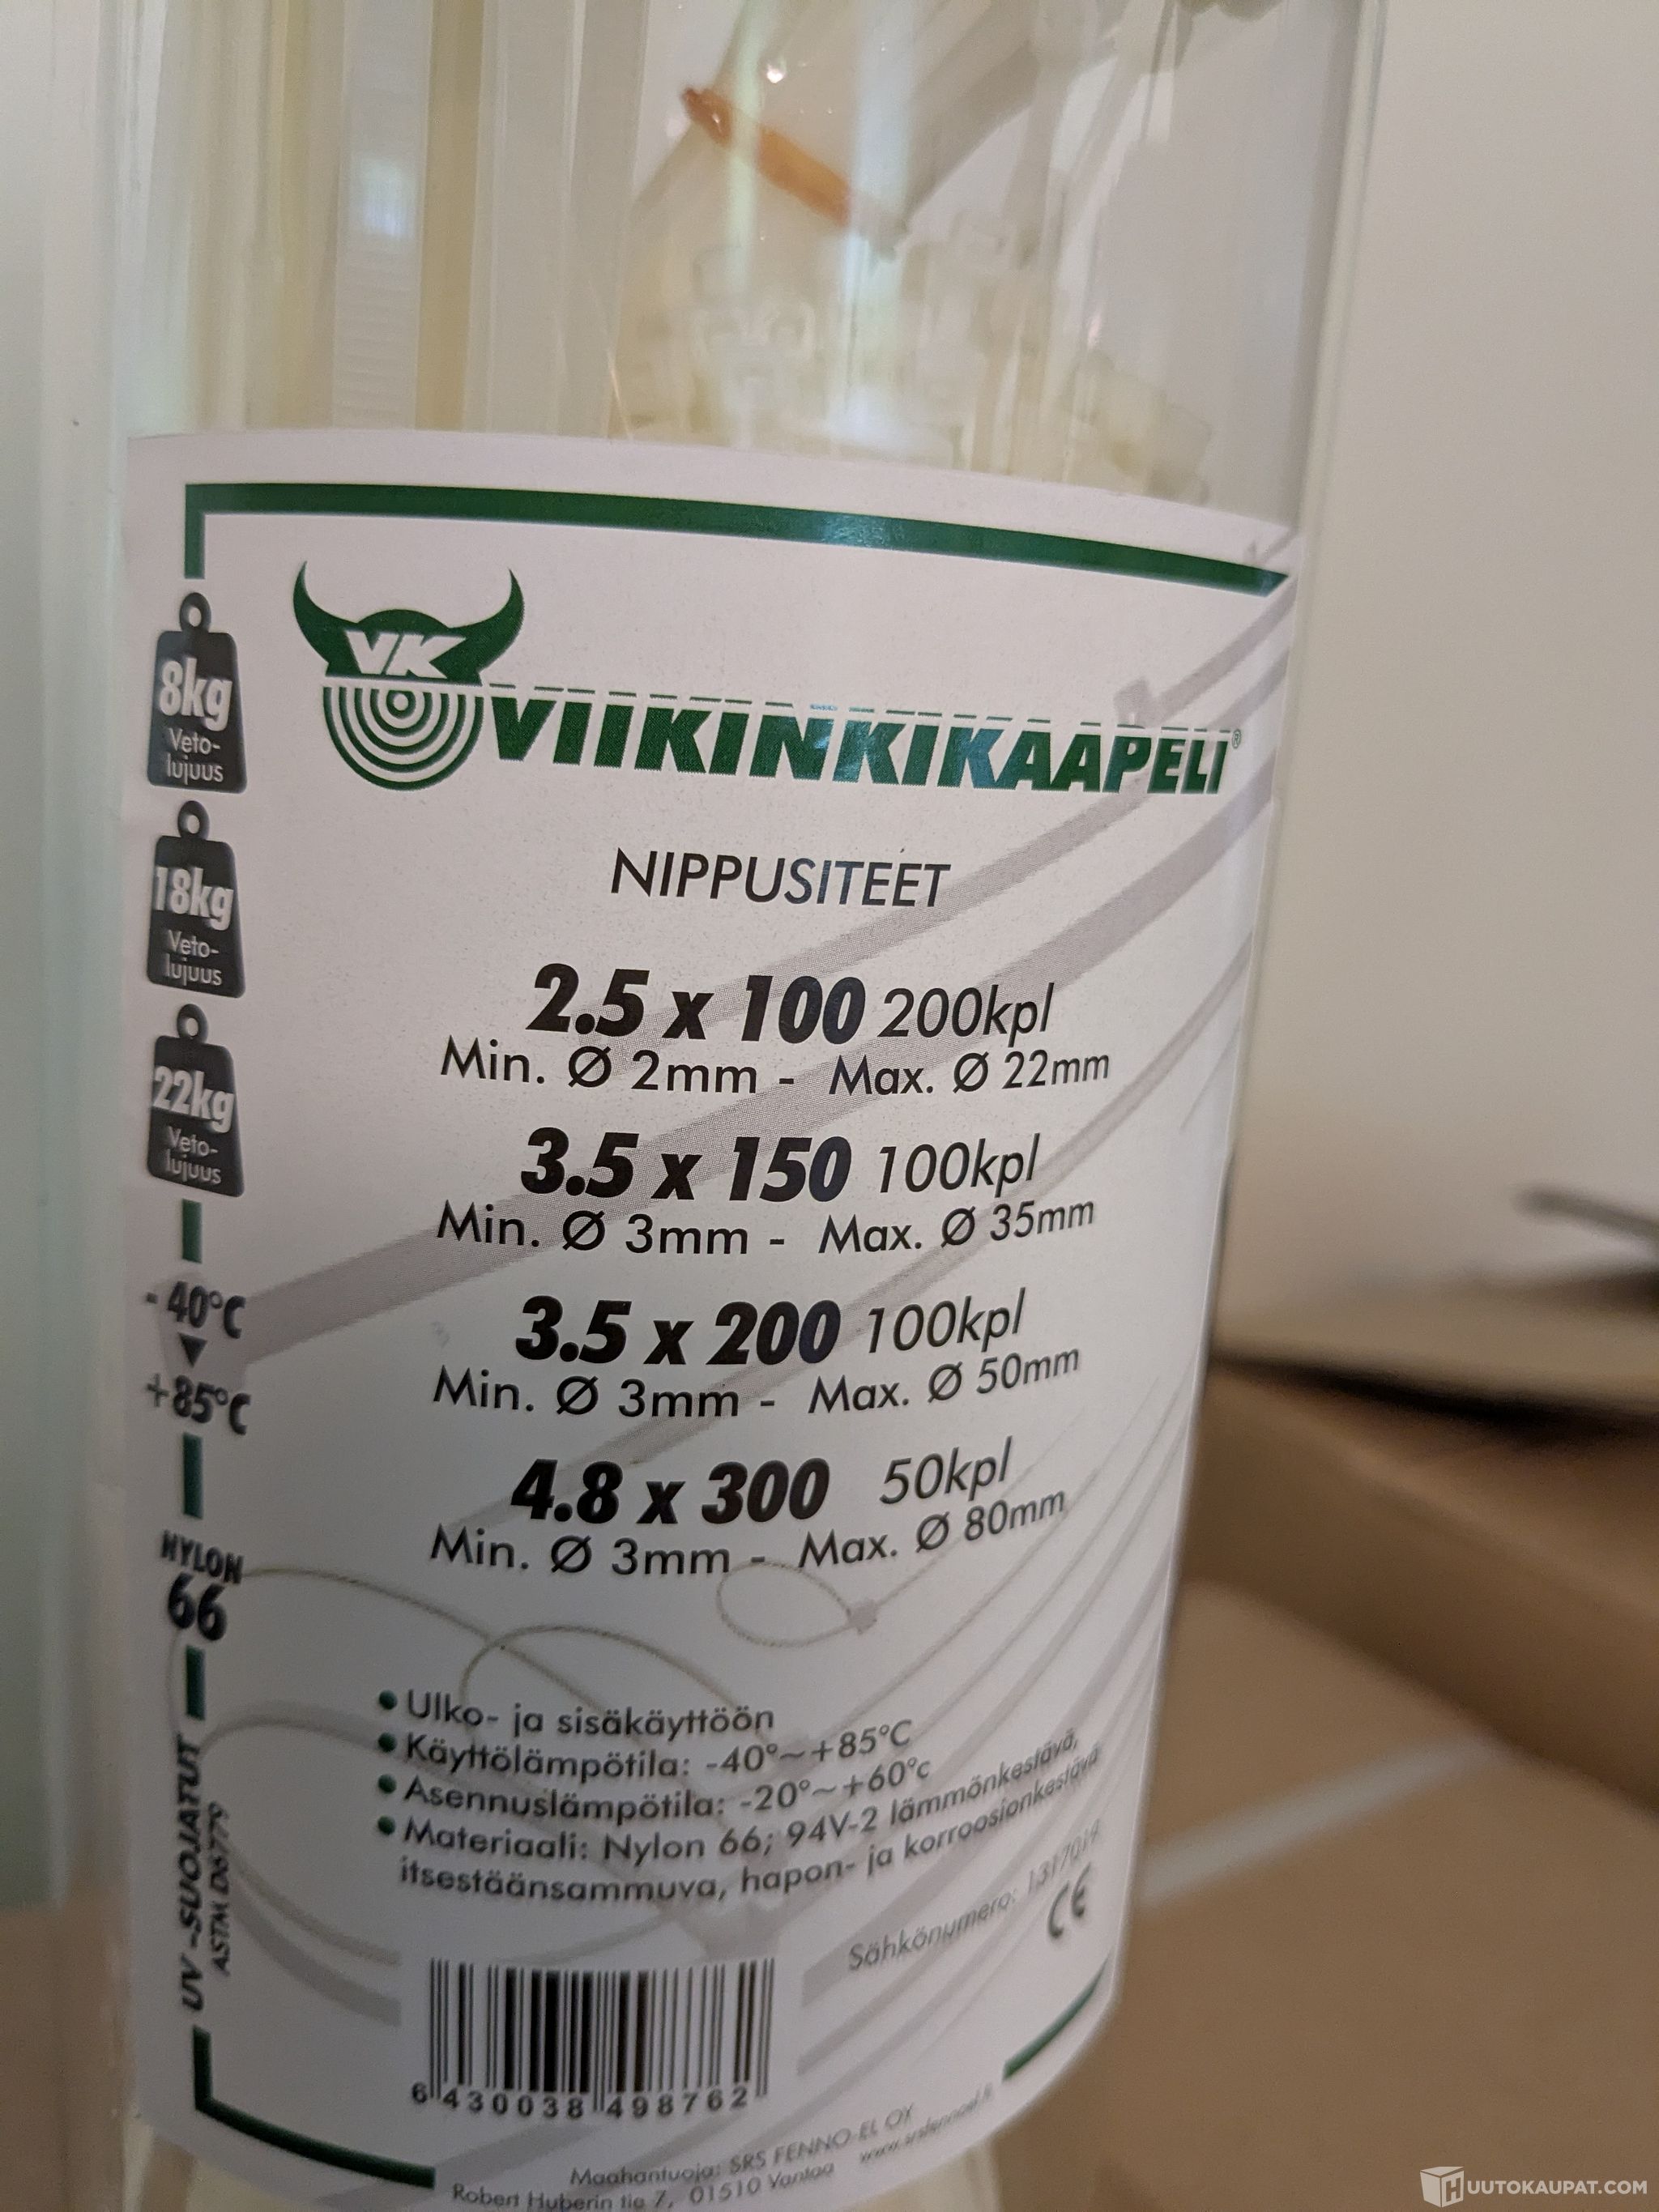 VK
VIIKINKIKAAPELI®
NIPPUSITEET
2.5 x 100 200kpl
Min. Ø 2mm - Max. Ø 22mm
3.5 x 150 100kpl
Min. Ø 3mm - Max. Ø 35mm
3.5 x 200 100kpl
Min. Ø 3mm - Max. Ø 50mm
4.8 x 300 50kpl
Min. Ø 3mm - Max. Ø 80mm
8kg
Veto-
lujuus
18kg
Veto-
lujuus
22kg
Veto-
lujuus
- 40°C
+85°C
NYLON
66
UV -SUOJATUT
ASTM D6779
• Ulko- ja sisäkäyttöön
• Käyttölämpötila: -40°~+85°C
• Asennuslämpötila: -20°~+60°c
• Materiaali: Nylon 66; 94V-2 lämmönkestävä,
itsestäänsammuva, hapon- ja korroosionkestävä
Sähkönumero:
CE
6 430038 498762
Maahantuoja: SRS FENNO-EL OY
Robert Huberin tie 7, 01510 Vantaa
HUUTOKAUPAT.COM